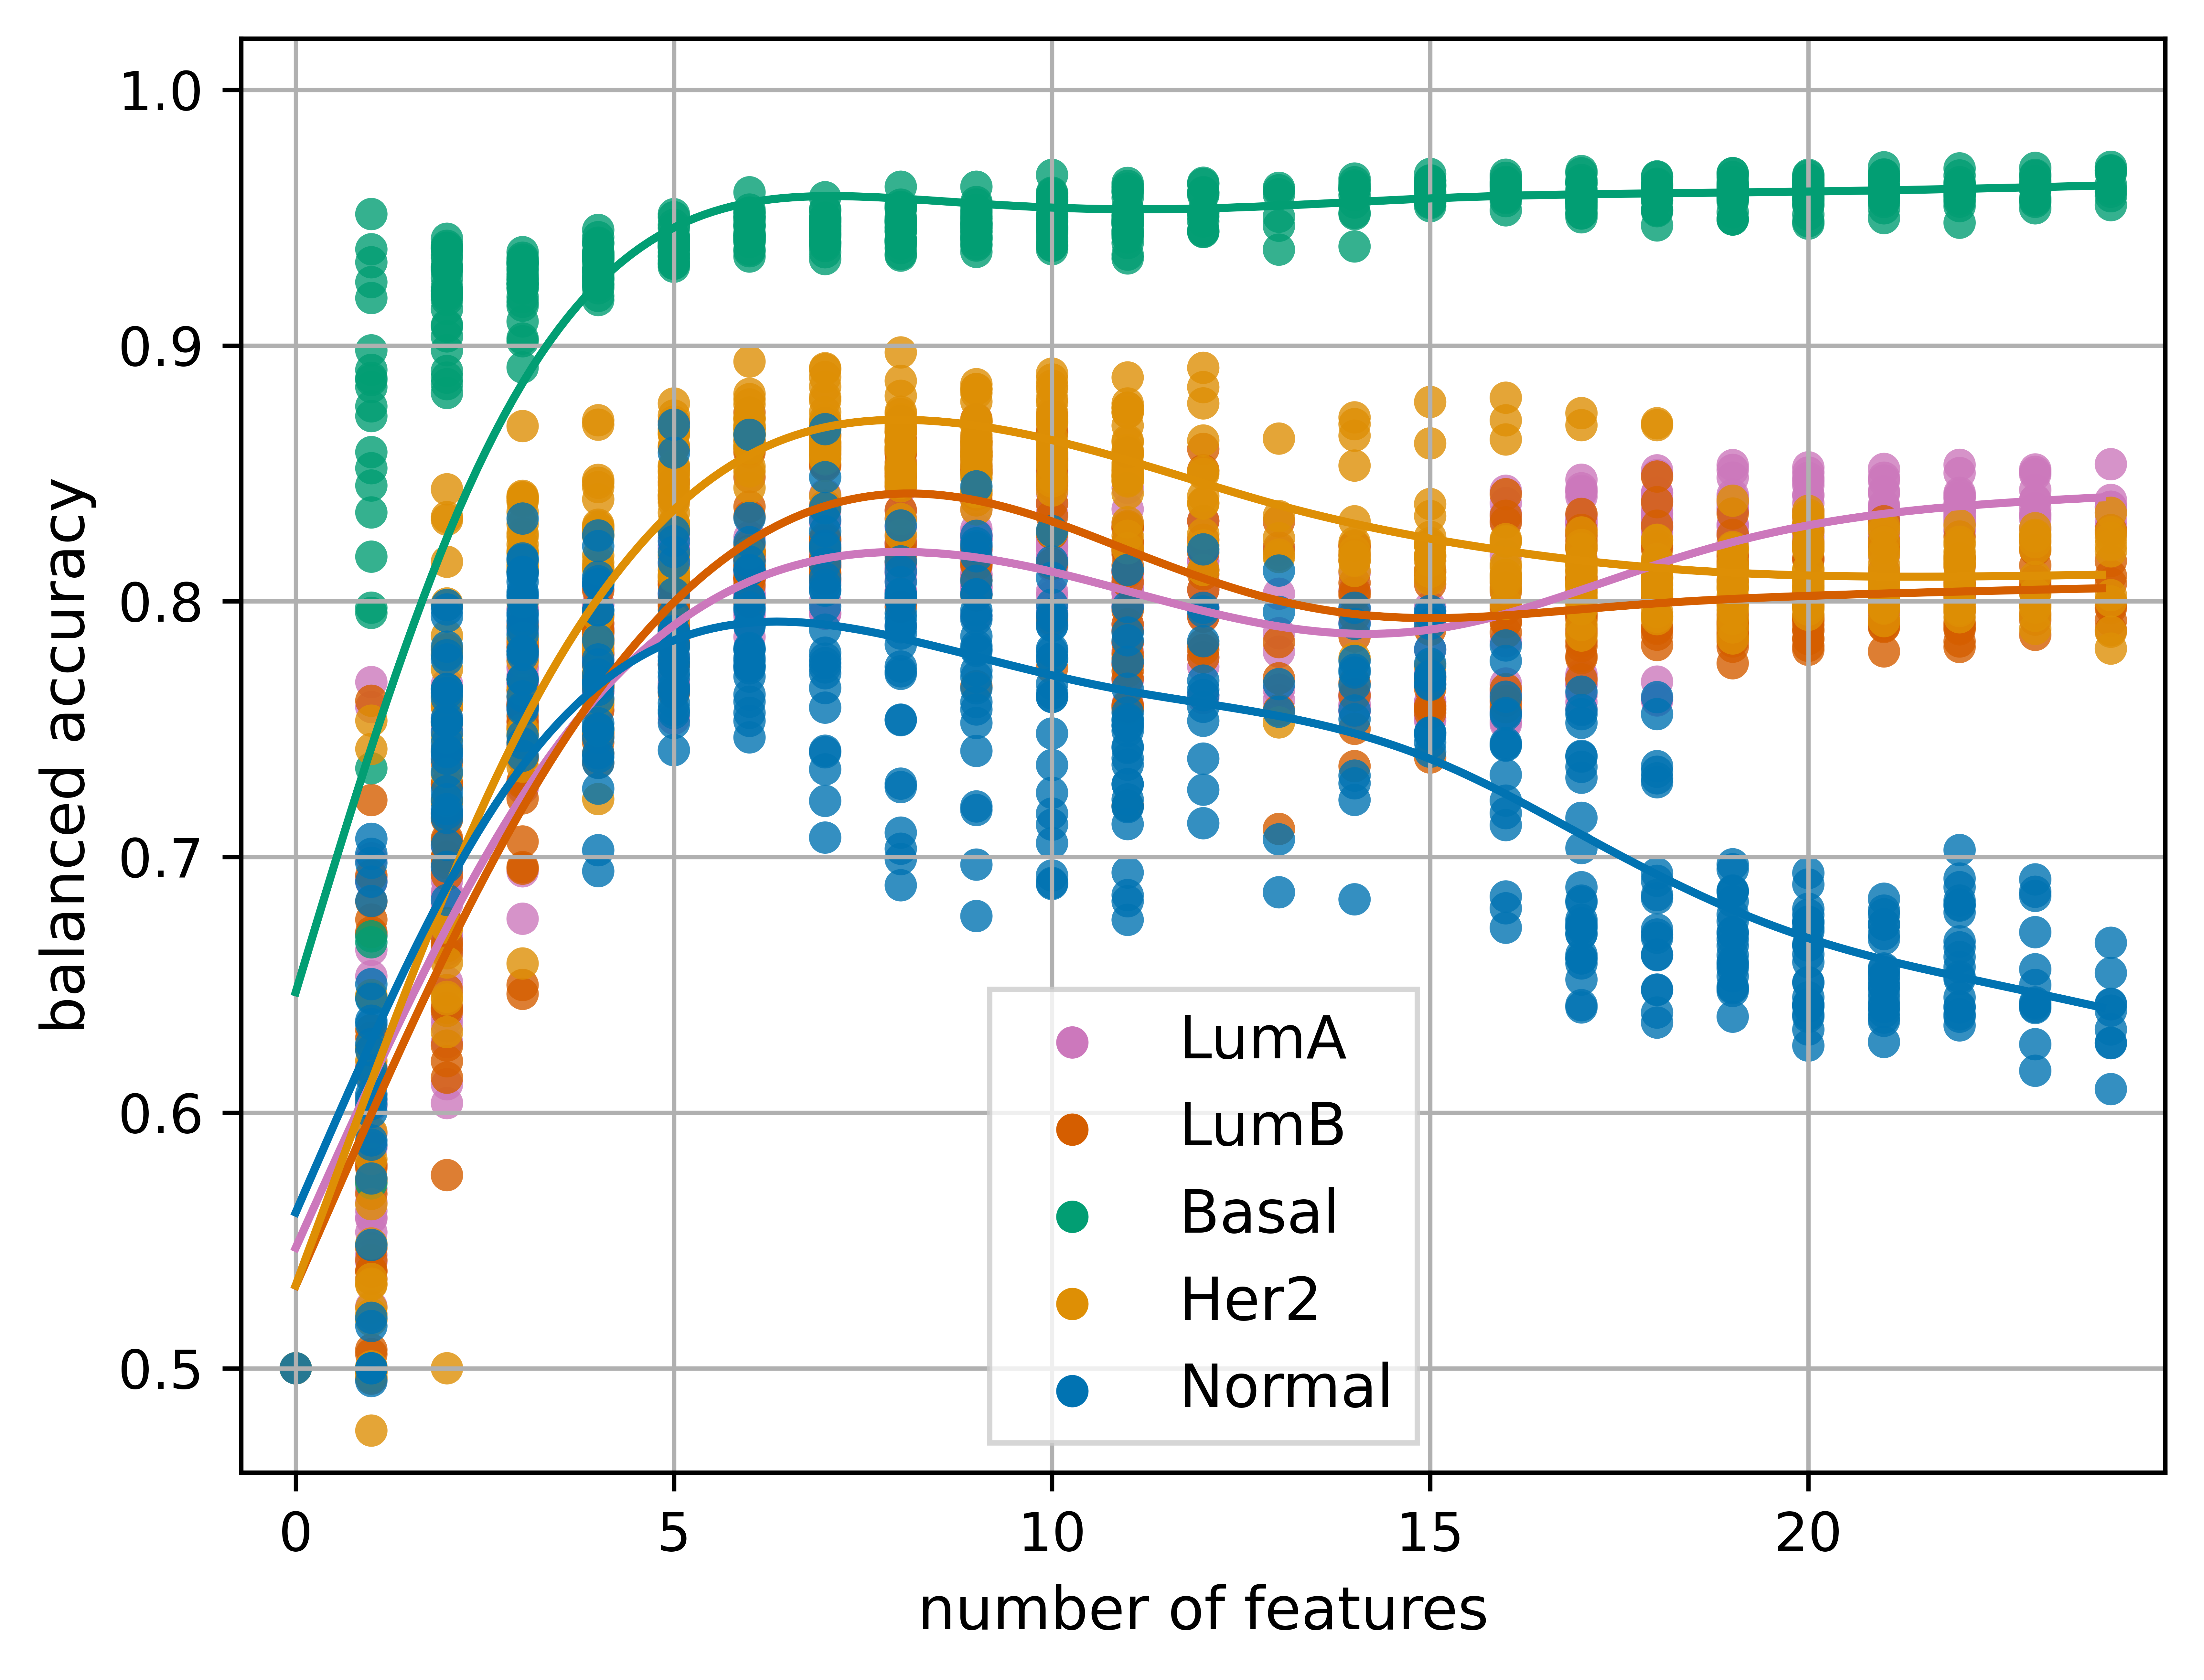 1.0
0.9
0.8
0.7
0.6
0.5
balanced accuracy
LumA
LumB
Basal
Her2
Normal
0 5 10 15 20
number of features